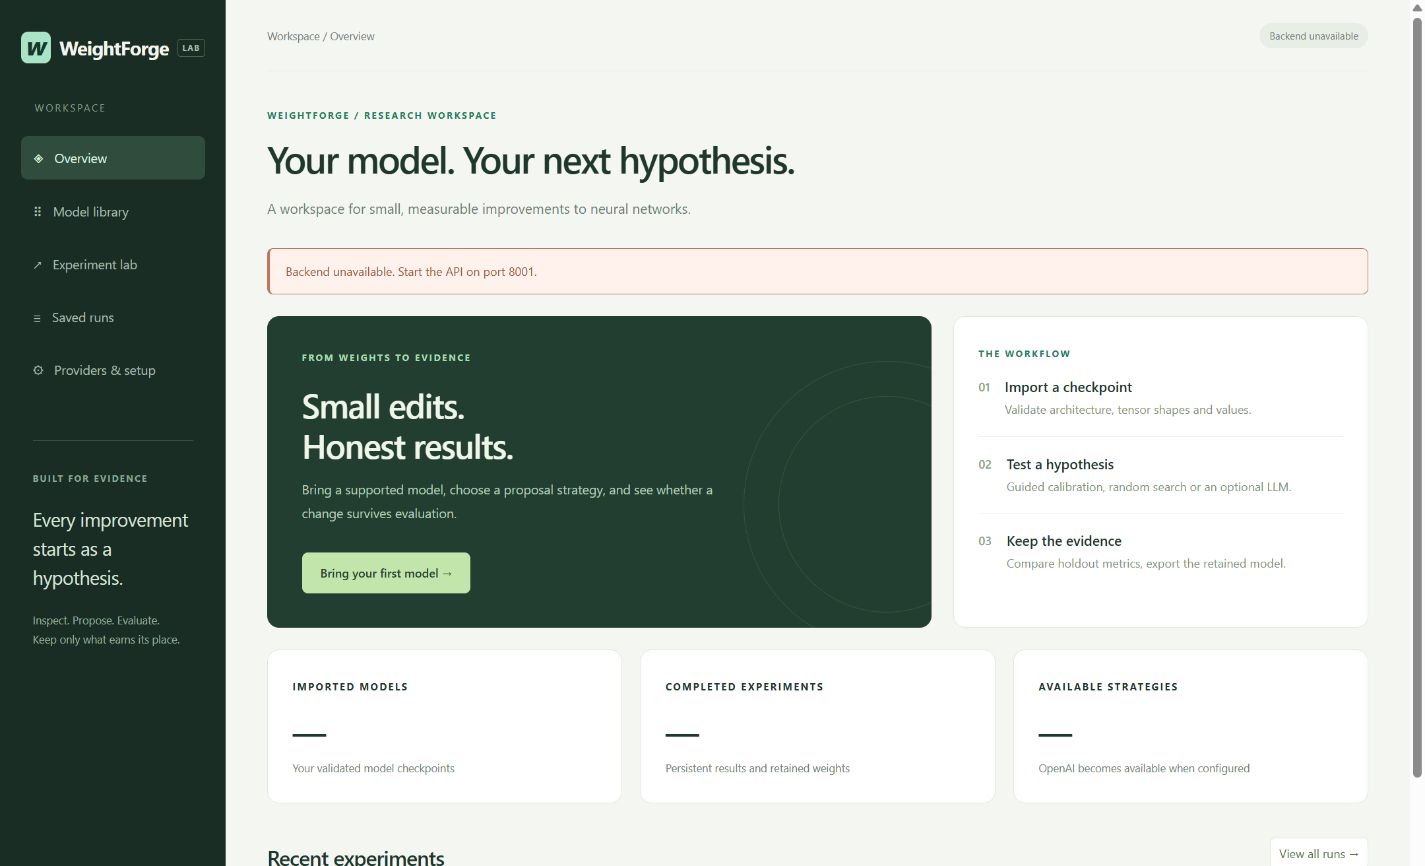 W WeightForge LAB
WORKSPACE
Overview
Model library
Experiment lab
Saved runs
Providers & setup
BUILT FOR EVIDENCE
Every improvement
starts as a
hypothesis.
Inspect. Propose. Evaluate.
Keep only what earns its place.
Workspace / Overview
Backend unavailable
WEIGHTFORGE / RESEARCH WORKSPACE
Your model. Your next hypothesis.
A workspace for small, measurable improvements to neural networks.
Backend unavailable. Start the API on port 8001.
FROM WEIGHTS TO EVIDENCE
Small edits.
Honest results.
Bring a supported model, choose a proposal strategy, and see whether a
change survives evaluation.
Bring your first model →
THE WORKFLOW
01 Import a checkpoint
Validate architecture, tensor shapes and values.
02 Test a hypothesis
Guided calibration, random search or an optional LLM.
03 Keep the evidence
Compare holdout metrics, export the retained model.
IMPORTED MODELS
—
Your validated model checkpoints
COMPLETED EXPERIMENTS
—
Persistent results and retained weights
AVAILABLE STRATEGIES
—
OpenAI becomes available when configured
Recent experiments
View all runs →